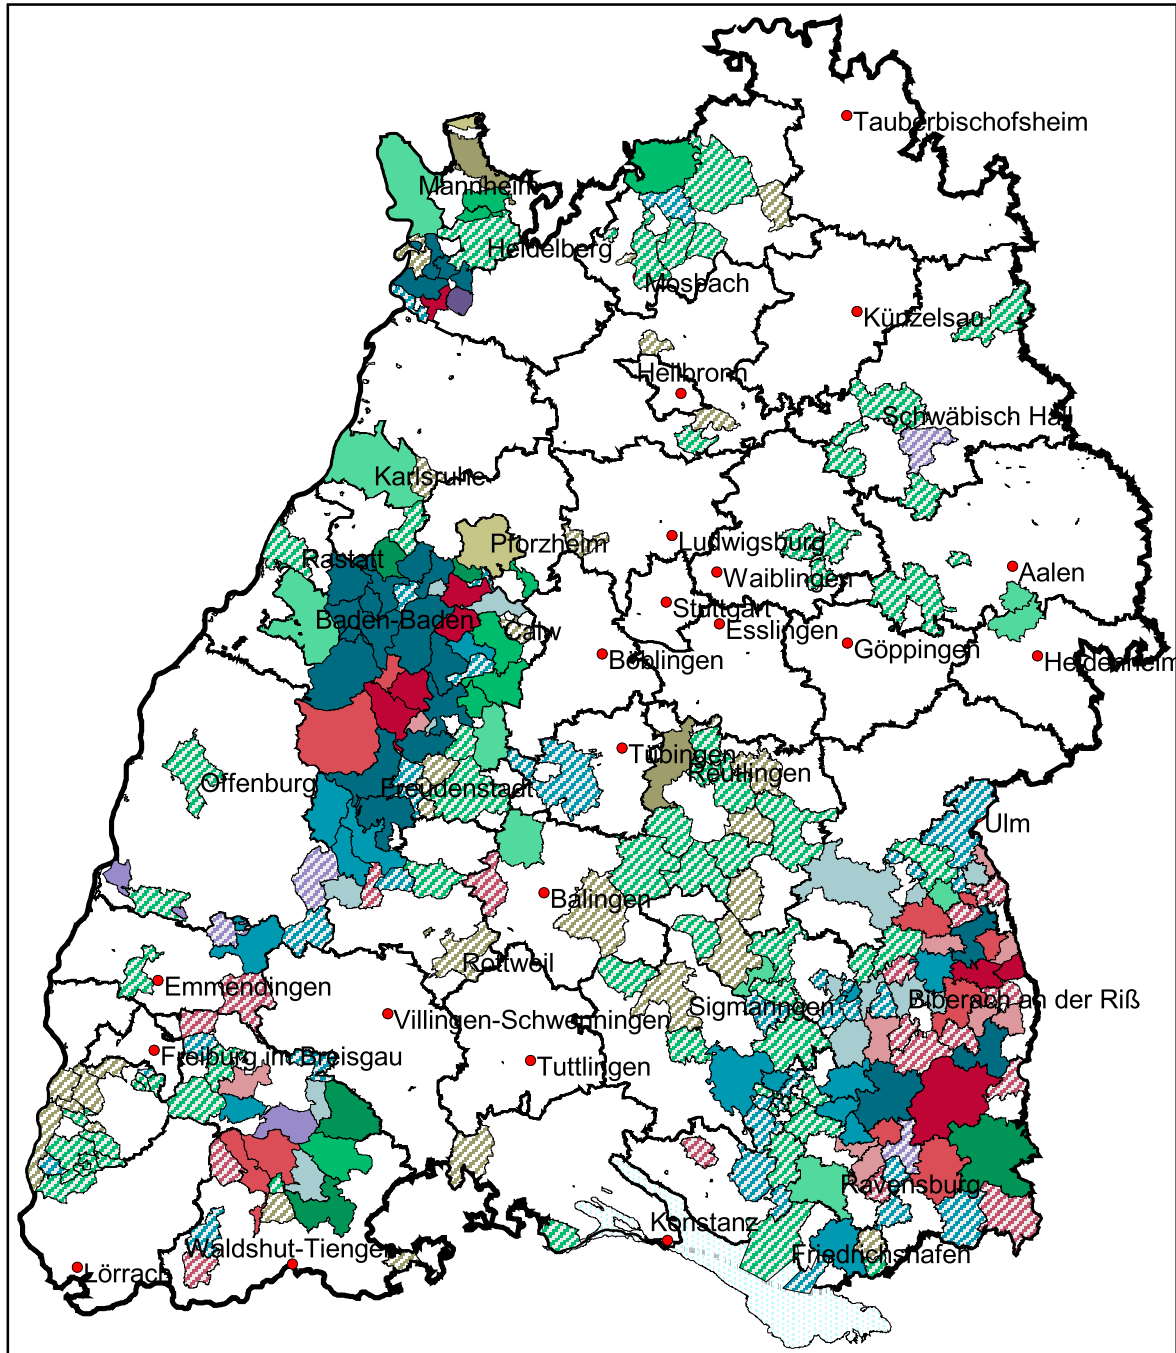 Tauberbischofsheim
Mannheim
Heidelberg
Mosbach
Künzelsau
Heilbronn
Schwäbisch Hall
Karlsruhe
Pforzheim
Ludwigsburg
Rastatt
Waiblingen
Aalen
Stuttgart
Baden-Baden
Esslingen
Calw
Göppingen
Heidenheim
Böblingen
Tübingen
Reutlingen
Offenburg
Freudenstadt
Ulm
Balingen
Rottweil
Emmendingen
Sigmaringen
Biberach an der Riß
Villingen-Schwenningen
Freiburg im Breisgau
Tuttlingen
Ravensburg
Konstanz
Waldshut-Tiengen
Friedrichshafen
Lörrach